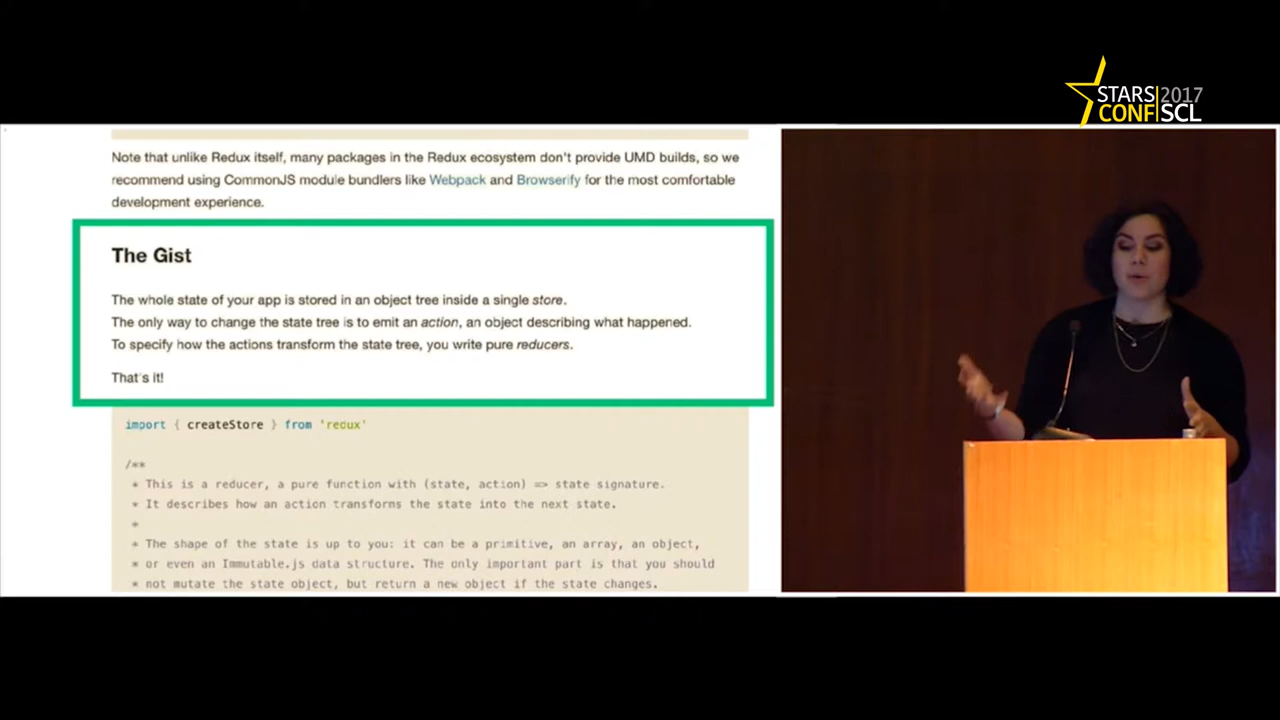 STARS 2017
CONF SCL
Note that unlike Redux itself, many packages in the Redux ecosystem don't provide UMD builds, so we
recommend using CommonJS module bundlers like Webpack and Browserify for the most comfortable
development experience.
The Gist
The whole state of your app is stored in an object tree inside a single store.
The only way to change the state tree is to emit an action, an object describing what happened.
To specify how the actions transform the state tree, you write pure reducers.
That's it!
import { createStore } from 'redux'
/**
* This is a reducer, a pure function with (state, action) => state signature.
* It describes how an action transforms the state into the next state.
*
* The shape of the state is up to you: it can be a primitive, an array, an object,
* or even an Immutable.js data structure. The only important part is that you should
* not mutate the state object, but return a new object if the state changes.